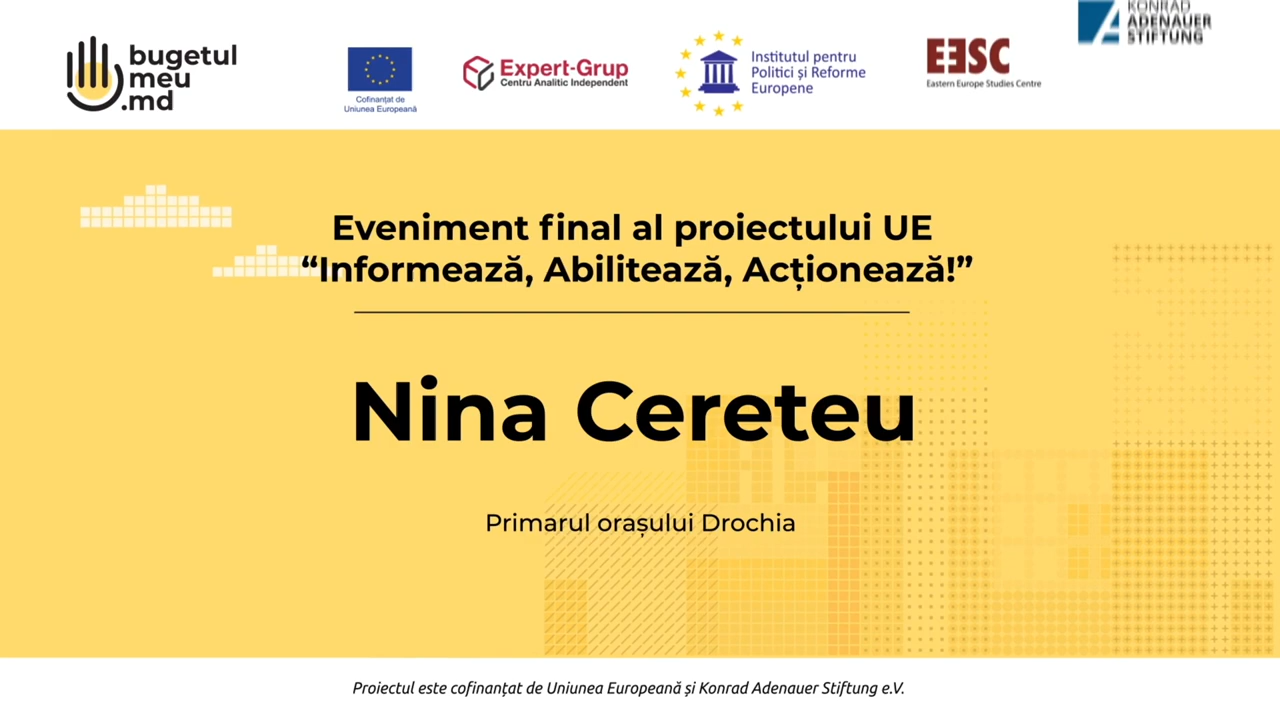 bugetul
meu
.md
Cofinanțat de
Uniunea Europeană
Expert-Grup
Centru Analitic Independent
Institutul pentru
Politici și Reforme
Europene
EESC
Eastern Europe Studies Centre
KONRAD
ADENAUER
STIFTUNG
Eveniment final al proiectului UE
“Informează, Abilitează, Acționează!”
Nina Cereteu
Primarul orașului Drochia
Proiectul este cofinanțat de Uniunea Europeană și Konrad Adenauer Stiftung e.V.